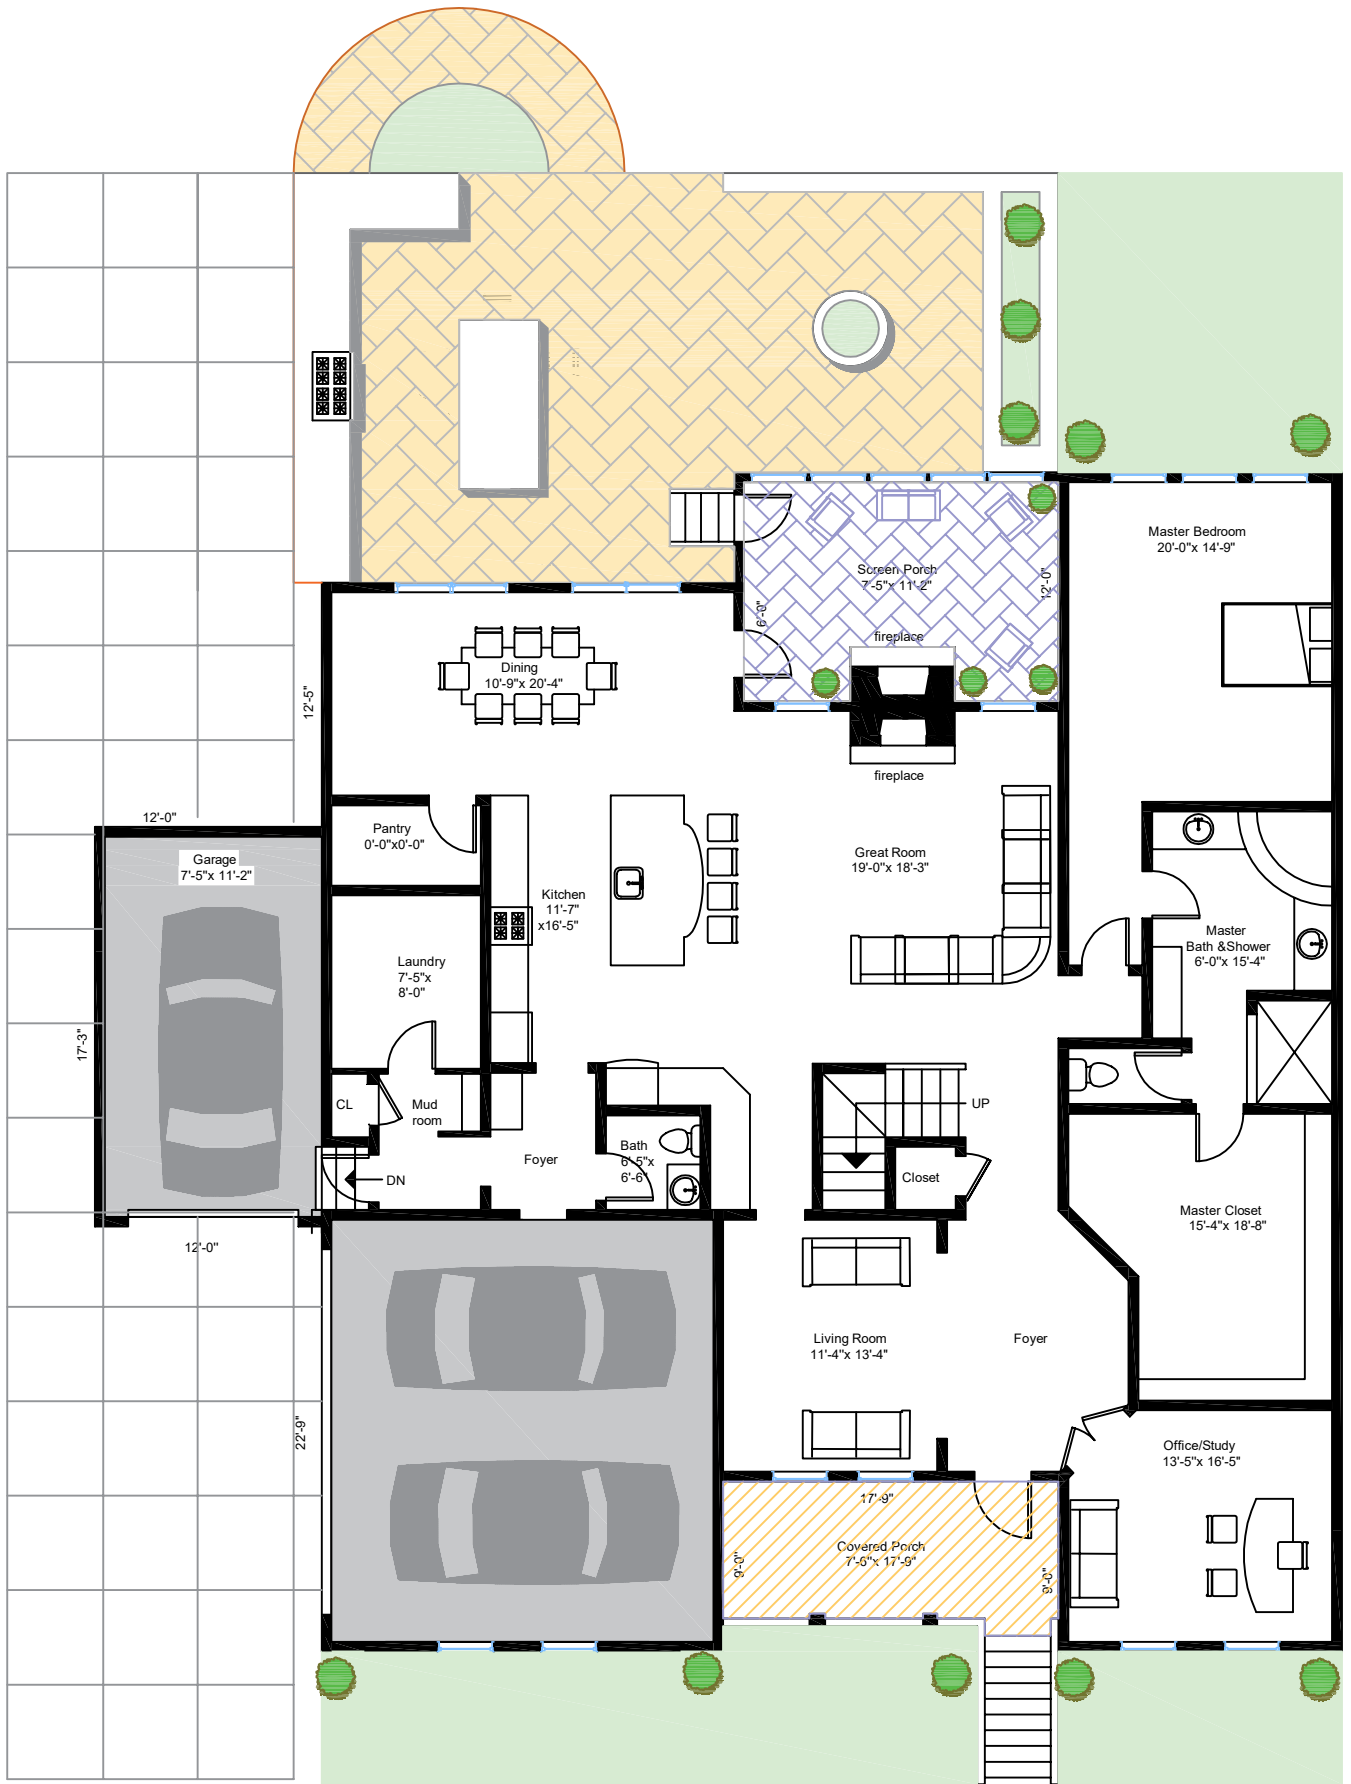 Master Bedroom
20'-0"x 14'-9"
Screen Porch
7'-5"x 11'-2"
12'-0"
6'-0"
fireplace
Dining
10'-9"x 20'-4"
12'-5"
fireplace
12'-0"
Pantry
0'-0"x0'-0"
Garage
7'-5"x 11'-2"
Great Room
19'-0"x 18'-3"
Kitchen
11'-7"
x16'-5"
Master
Bath &Shower
6'-0"x 15'-4"
Laundry
7'-5"x
8'-0"
17'-3"
CL
Mud
room
UP
Bath
6'-5"x
6'-6"
Foyer
DN
Closet
Master Closet
15'-4"x 18'-8"
12'-0"
Living Room
11'-4"x 13'-4"
Foyer
22'-9"
Office/Study
13'-5"x 16'-5"
17'-9"
Covered Porch
7'-6"x 17'-9"
9'-0"